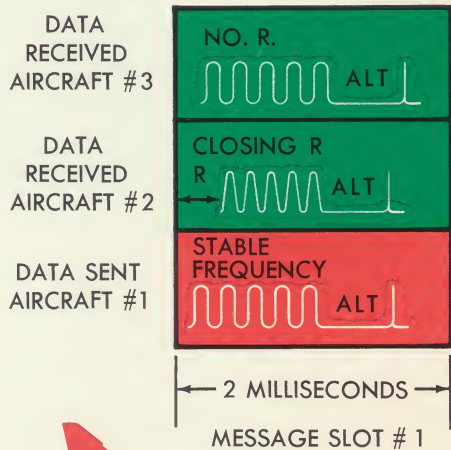 DATA
RECEIVED
AIRCRAFT #3
NO. R.
ALT
DATA
RECEIVED
AIRCRAFT #2
CLOSING R
R
ALT
DATA SENT
AIRCRAFT #1
STABLE
FREQUENCY
ALT
2 MILLISECONDS
MESSAGE SLOT #1